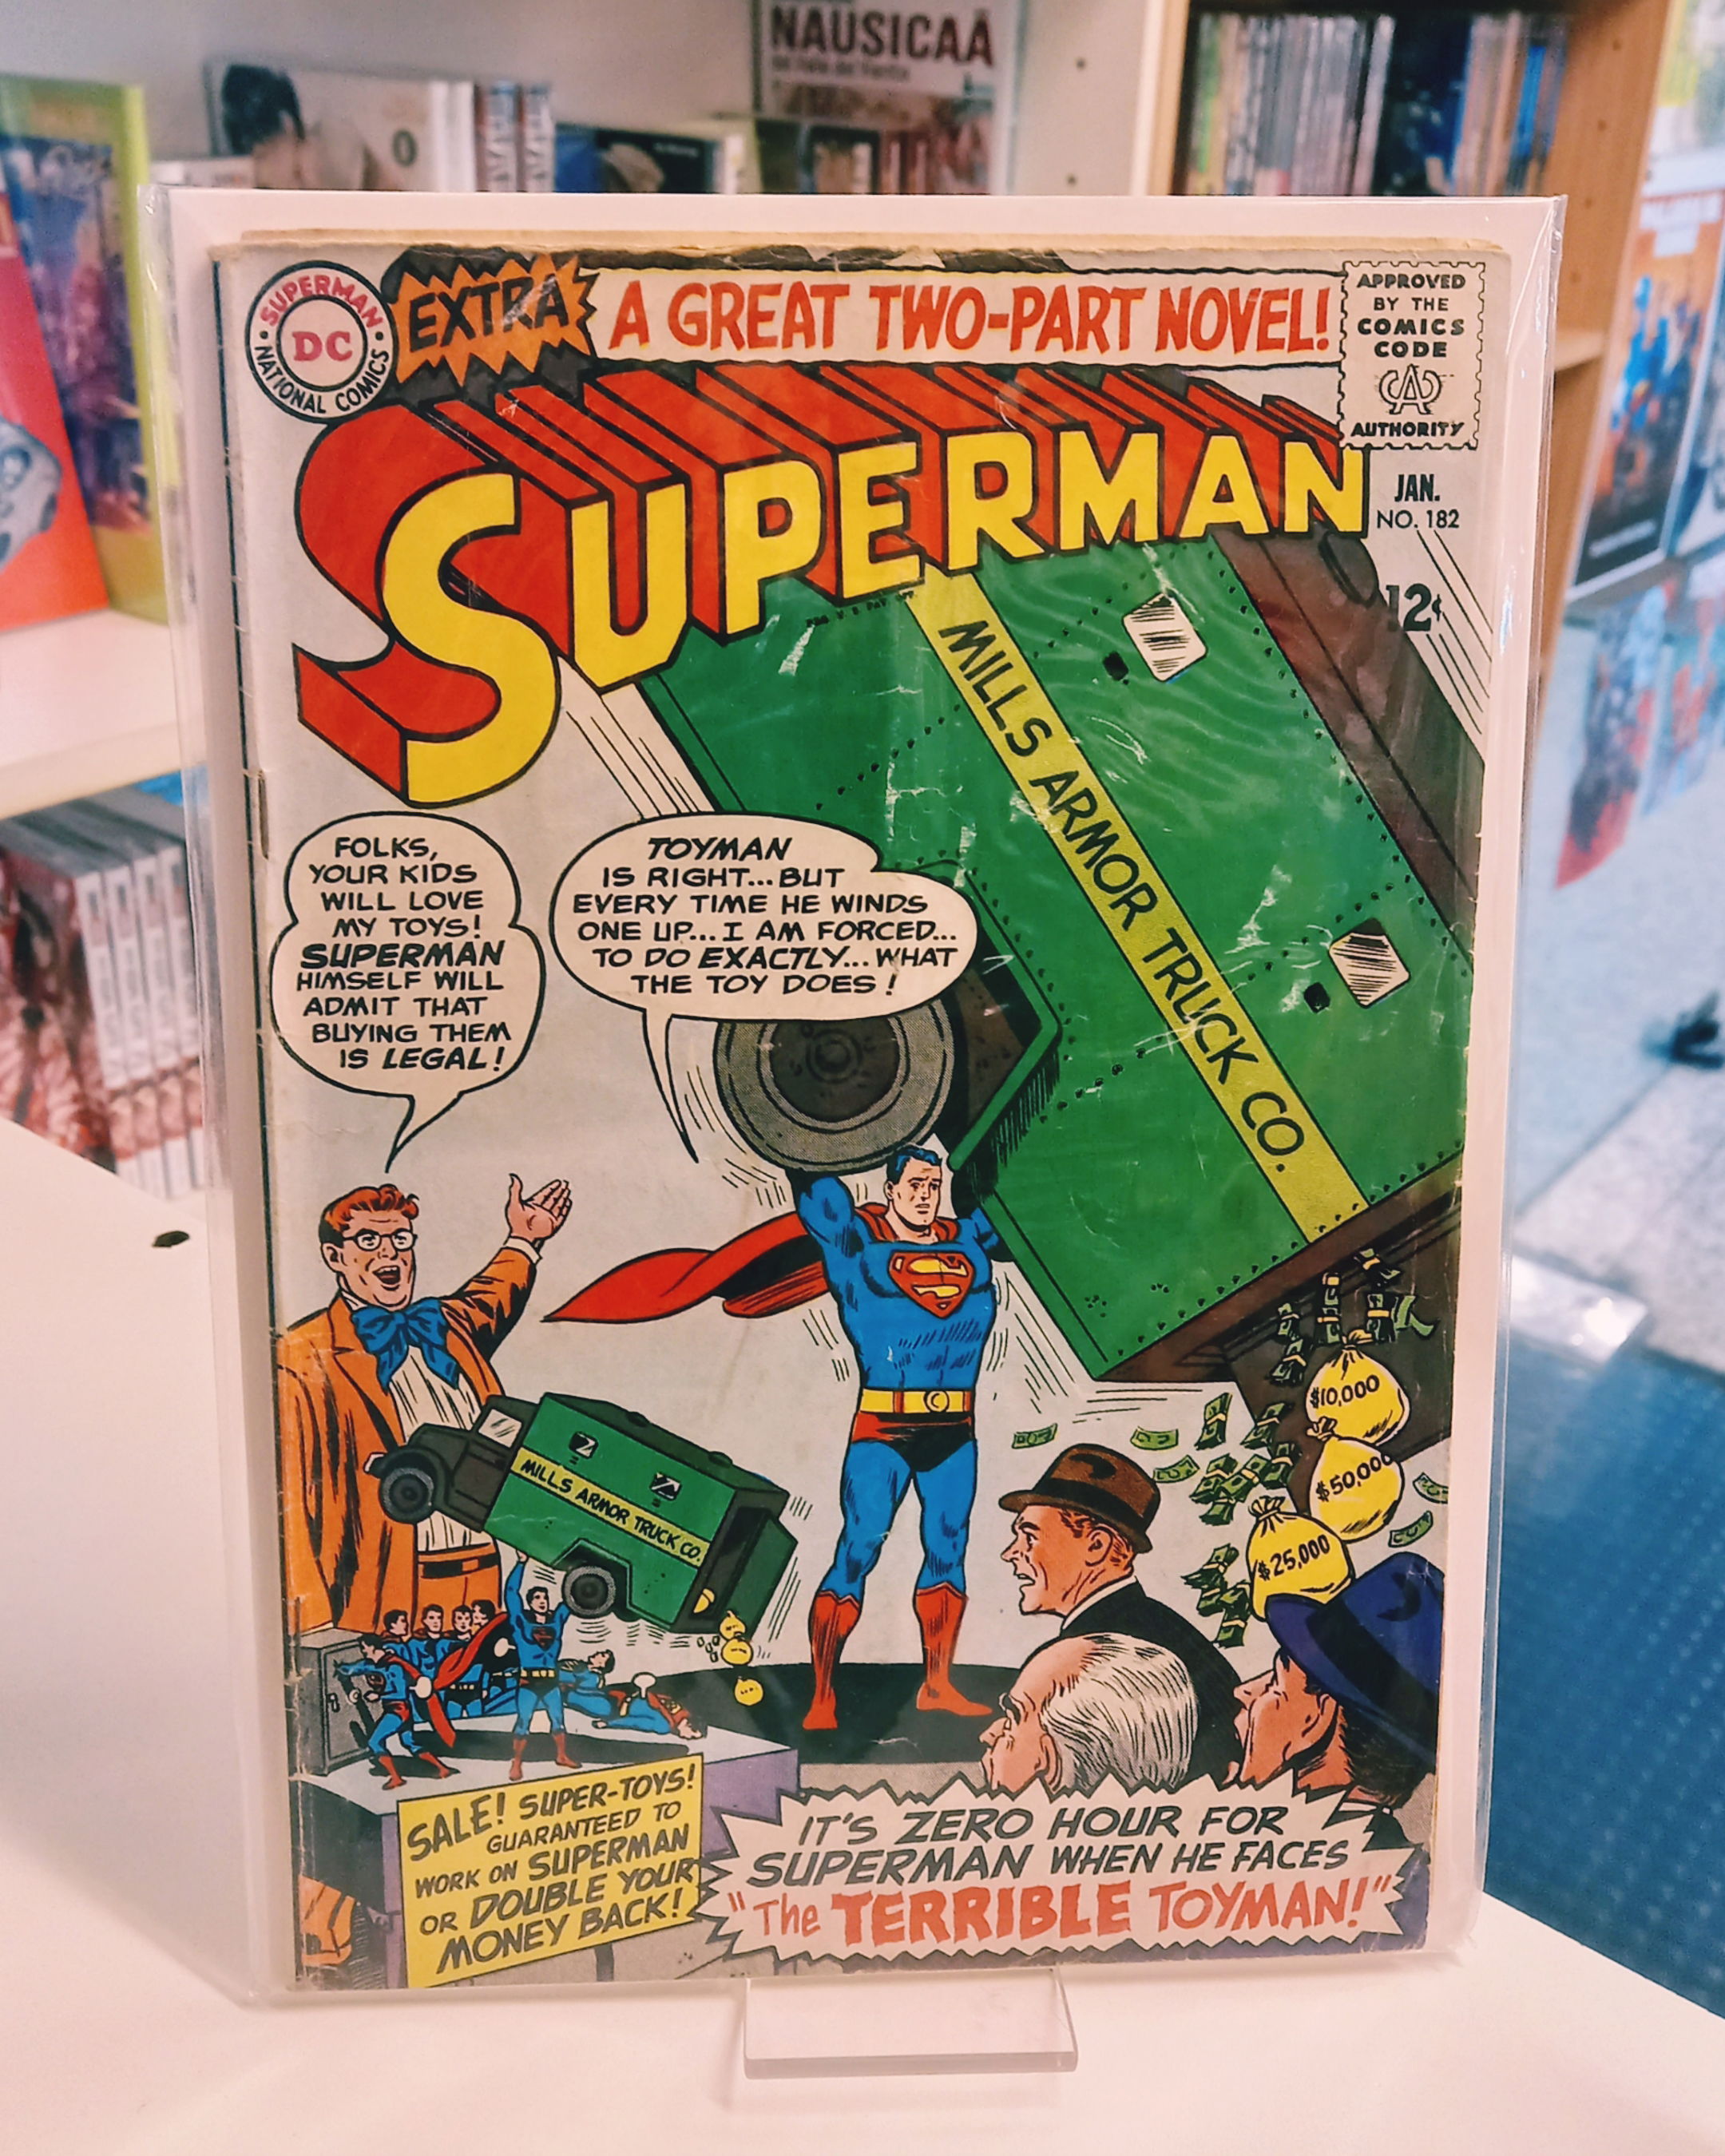 NAUSICAÄ
SUPERMAN
DC
NATIONAL COMICS
EXTRA
A GREAT TWO-PART NOVEL!
APPROVED
BY THE
COMICS
CODE
CA
AUTHORITY
SUPERMAN
JAN.
NO. 182
12¢
MILLS ARMOR TRUCK CO.
FOLKS,
YOUR KIDS
WILL LOVE
MY TOYS!
SUPERMAN
HIMSELF WILL
ADMIT THAT
BUYING THEM
IS LEGAL!
TOYMAN
IS RIGHT...BUT
EVERY TIME HE WINDS
ONE UP...I AM FORCED...
TO DO EXACTLY...WHAT
THE TOY DOES!
S
$10,000
$50,000
$25,000
MILLS ARMOR TRUCK CO.
SALE! SUPER-TOYS!
GUARANTEED TO
WORK ON SUPERMAN
OR DOUBLE YOUR
MONEY BACK!
IT'S ZERO HOUR FOR
SUPERMAN WHEN HE FACES
"The TERRIBLE TOYMAN!"